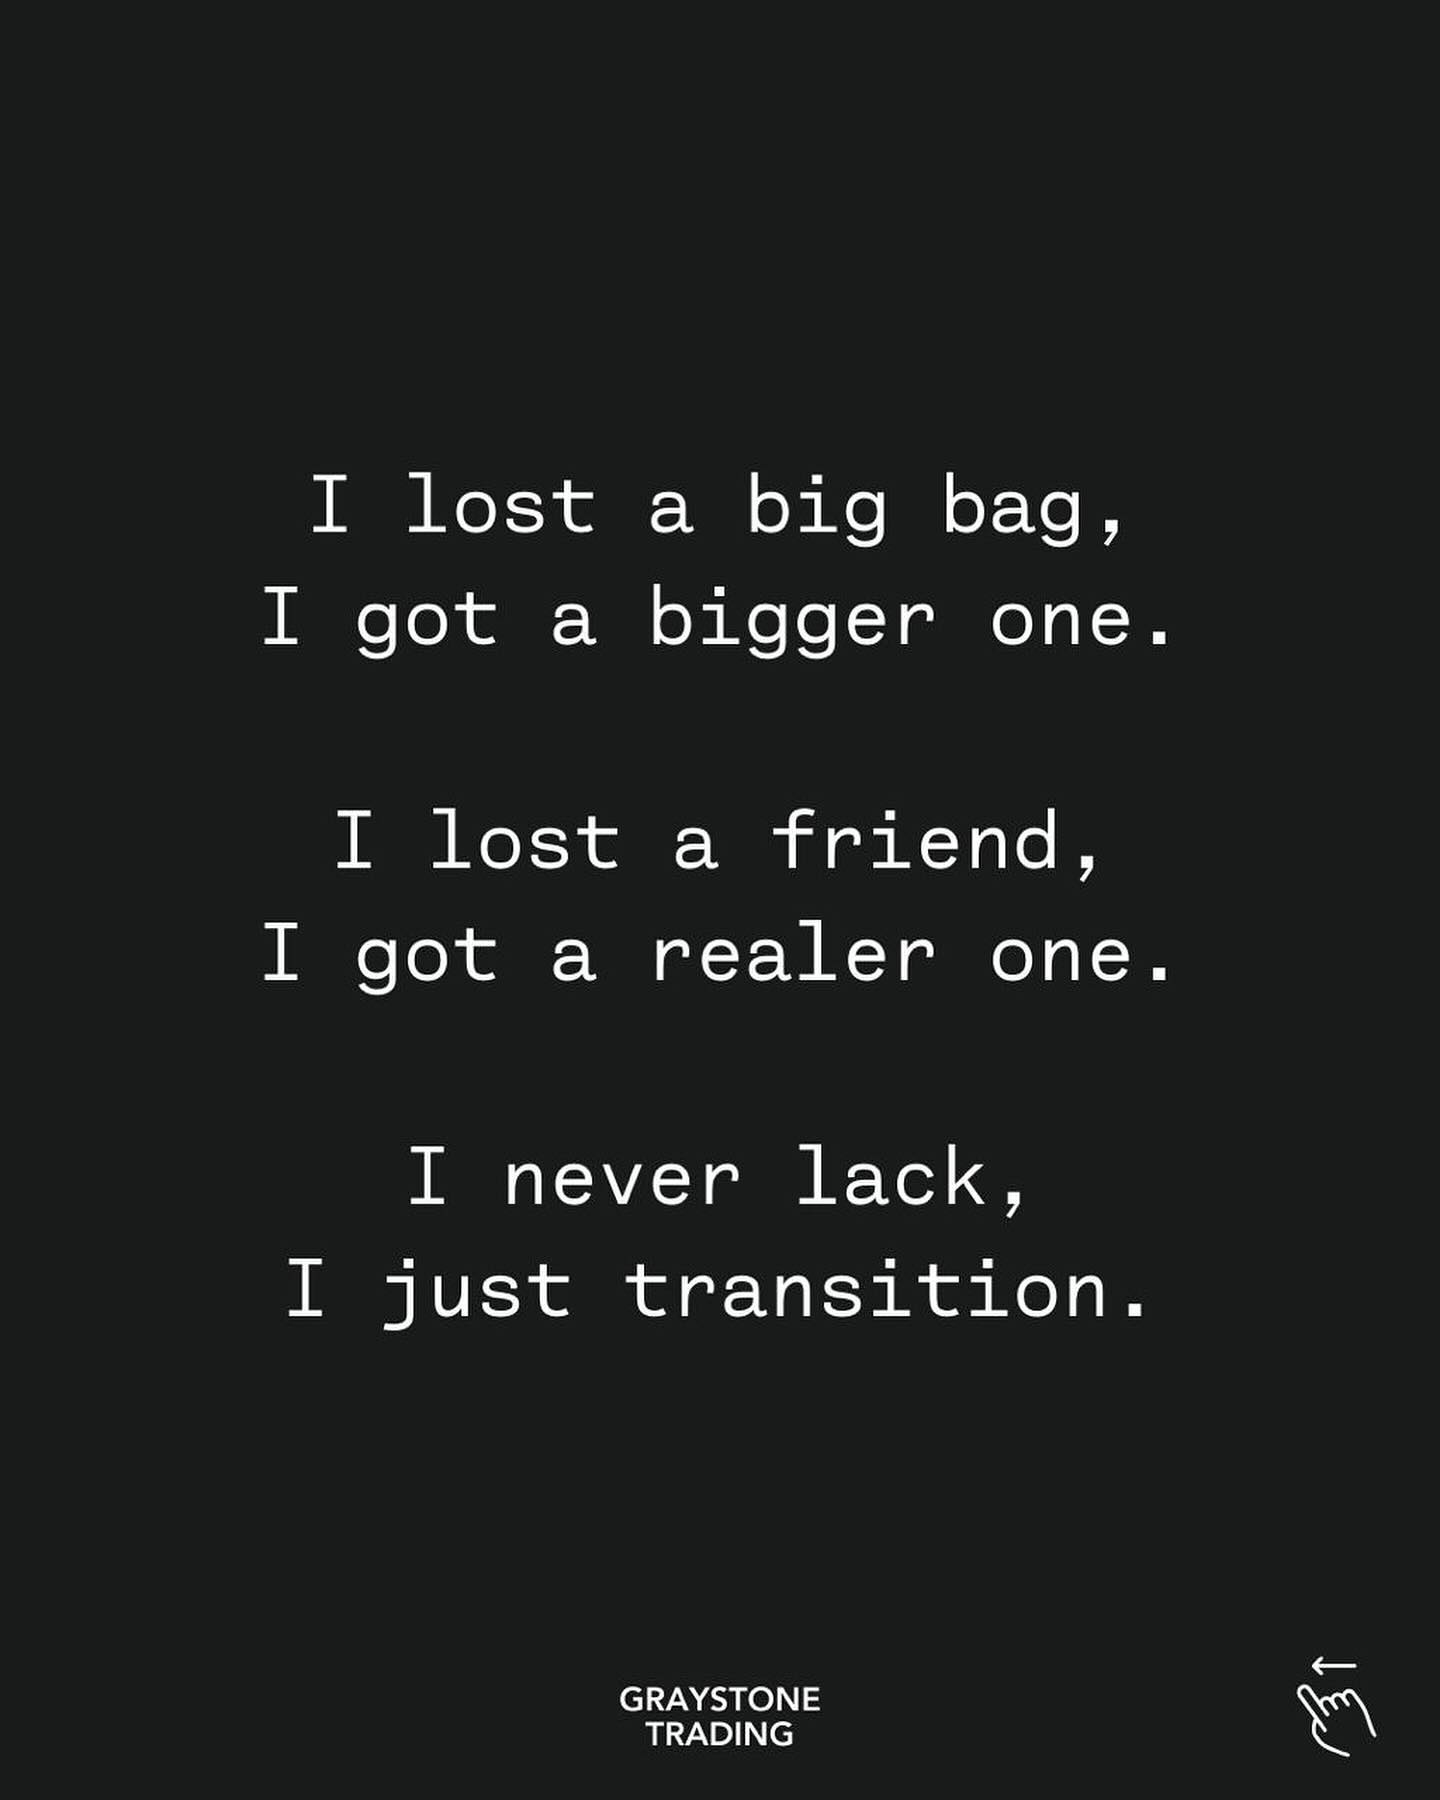 I lost a big bag,
I got a bigger one.
I lost a friend,
I got a realer one.
I never lack,
I just transition.
GRAYSTONE
TRADING